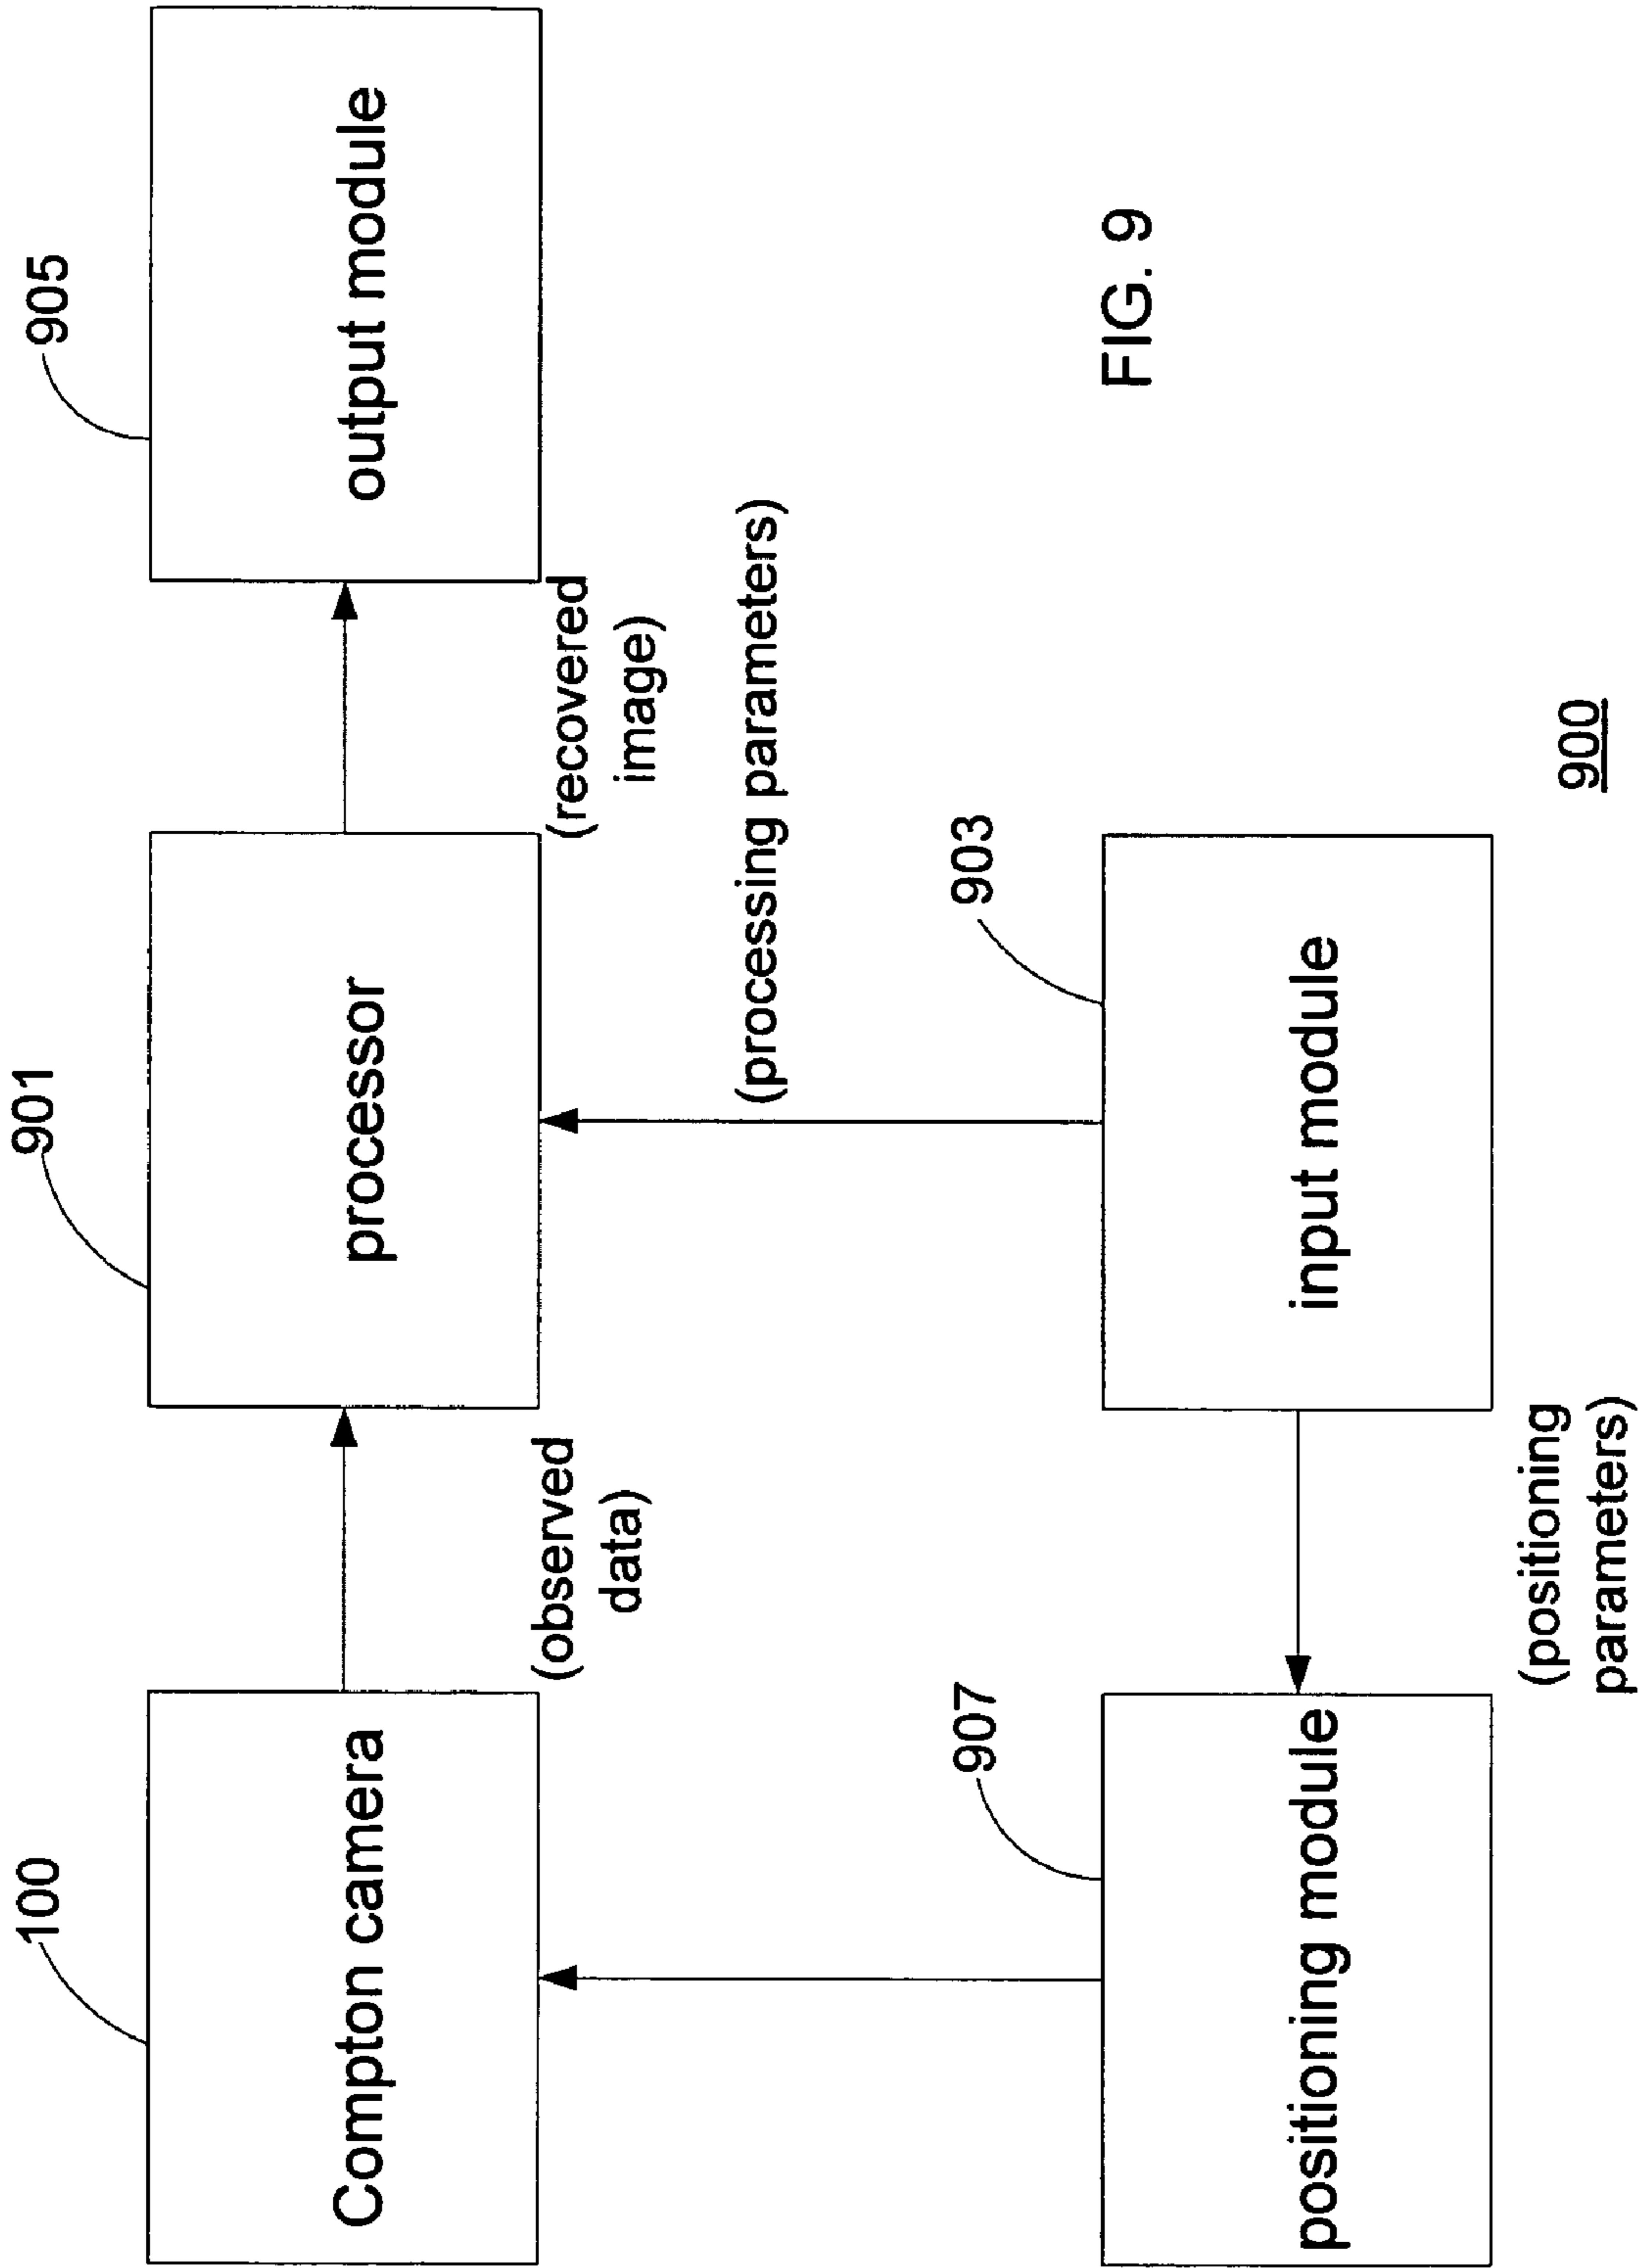 100
901
905
Compton camera
processor
output module
(observed
data)
(recovered
image)
(processing parameters)
907
903
FIG. 9
positioning module
input module
(positioning
parameters)
900